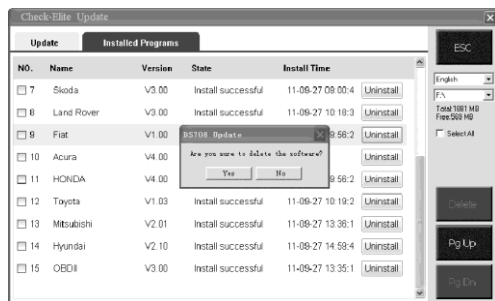 Check-Elite Update
Update Installed Programs
NO. Name Version State Install Time
7 Skoda V3.00 Install successful 11-09-27 09:00:4 Uninstall
8 Land Rover V3.00 Install successful 11-09-27 10:18:3 Uninstall
9 Fiat V1.00 9:56:2 Uninstall
DS708 Update
Are you sure to delete the software?
Yes No
10 Acura V4.00 Uninstall
11 HONDA V4.00 9:56:2 Uninstall
12 Toyota V1.03 Install successful 11-09-27 10:19:2 Uninstall
13 Mitsubishi V2.01 Install successful 11-09-27 13:36:1 Uninstall
14 Hyundai V2.10 Install successful 11-09-27 14:59:4 Uninstall
15 OBDII V3.00 Install successful 11-09-27 13:35:1 Uninstall
ESC
English
F:\
Total:1881 MB
Select All
Delete
Pg Up
Pg Dn